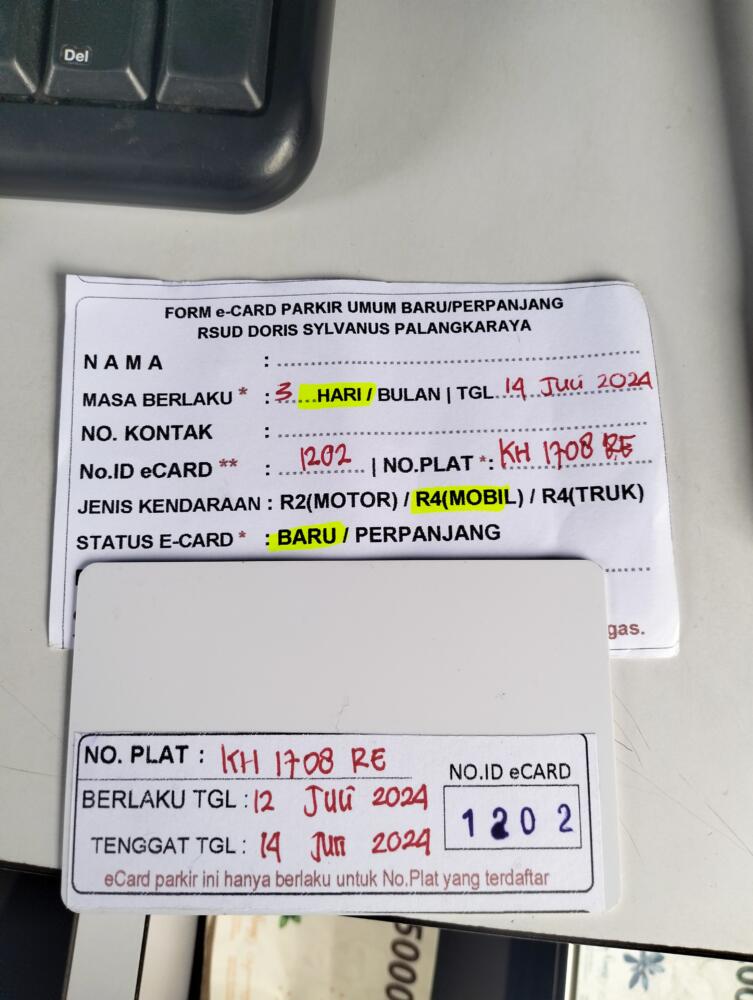 Del
FORM e-CARD PARKIR UMUM BARU/PERPANJANG
RSUD DORIS SYLVANUS PALANGKARAYA
NAMA :
MASA BERLAKU * : 3 HARI / BULAN | TGL 14 Juli 2024
NO. KONTAK :
No.ID eCARD ** : 1202 | NO.PLAT * : KH 1708 RE
JENIS KENDARAAN : R2(MOTOR) / R4(MOBIL) / R4(TRUK)
STATUS E-CARD * : BARU / PERPANJANG
gas.
NO. PLAT : KH 1708 RE
NO.ID eCARD
BERLAKU TGL : 12 Juli 2024
1202
TENGGAT TGL : 14 2024
eCard parkir ini hanya berlaku untuk No.Plat yang terdaftar
5000